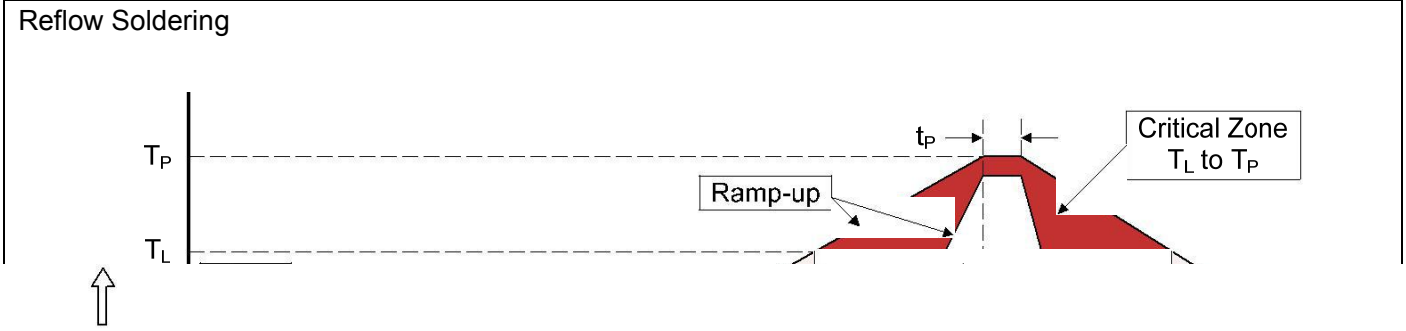 Reflow Soldering
tP
Critical Zone
TL to TP
TP
Ramp-up
TL